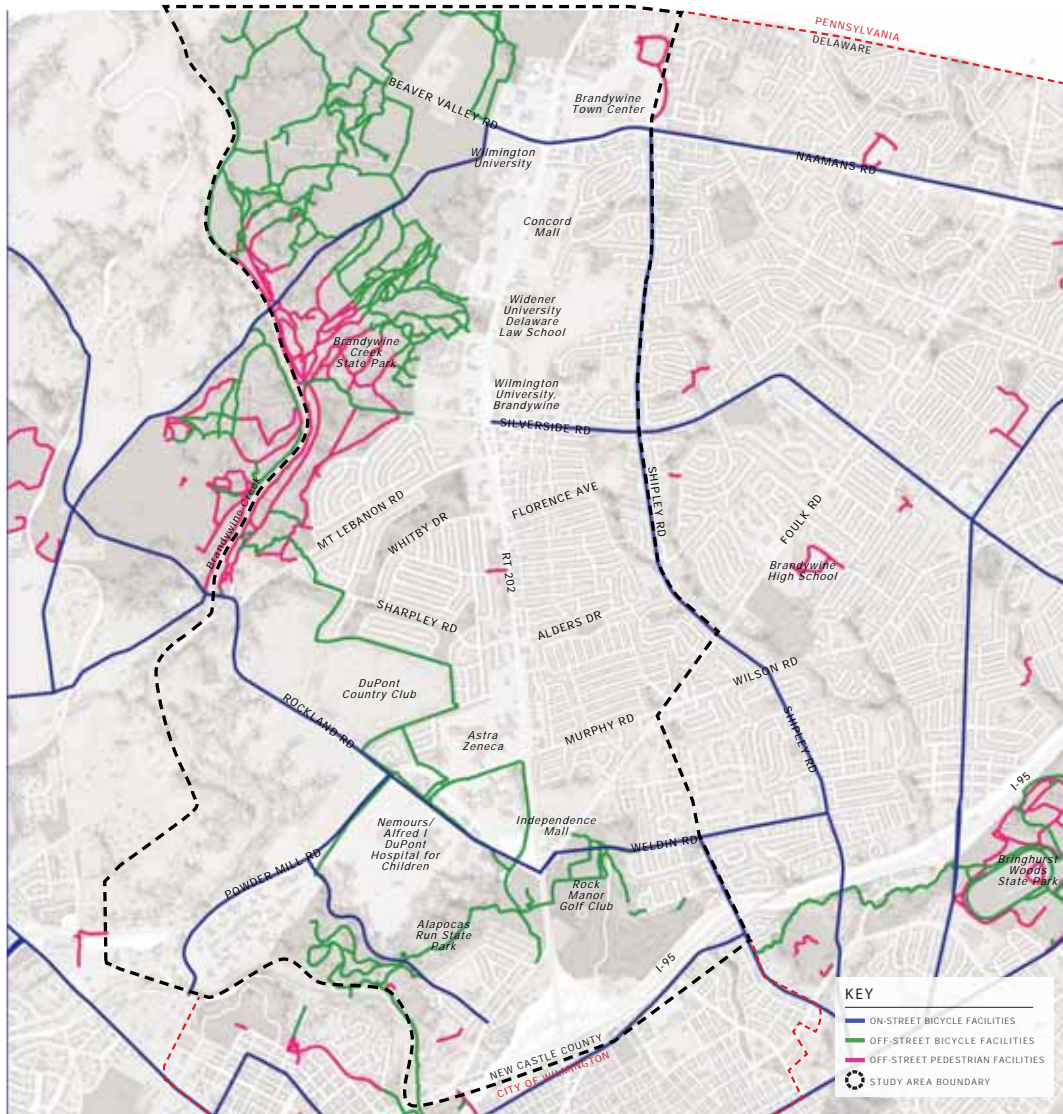 PENNSYLVANIA
DELAWARE
BEAVER VALLEY RD
Brandywine
Town Center
Wilmington
University
NAAMANS RD
Concord
Mall
Widener
University
Delaware
Law School
Brandywine
Creek
State Park
Wilmington
University,
Brandywine
SILVERSIDE RD
SHIPLEY RD
FLORENCE AVE
MT LEBANON RD
WHITBY DR
FOULK RD
Brandywine Creek
RT 202
Brandywine
High School
SHARPLEY RD
ALDERS DR
WILSON RD
DuPont
Country Club
ROCKLAND RD
Astra
Zeneca
MURPHY RD
SHIPLEY RD
I-95
Nemours/
Alfred I
DuPont
Hospital for
Children
Independence
Mall
WELDIN RD
POWDER MILL RD
Rock
Manor
Golf Club
Bringhurst
Woods
State Park
Alapocas
Run State
Park
I-95
NEW CASTLE COUNTY
CITY OF WILMINGTON
KEY
ON-STREET BICYCLE FACILITIES
OFF-STREET BICYCLE FACILITIES
OFF-STREET PEDESTRIAN FACILITIES
STUDY AREA BOUNDARY